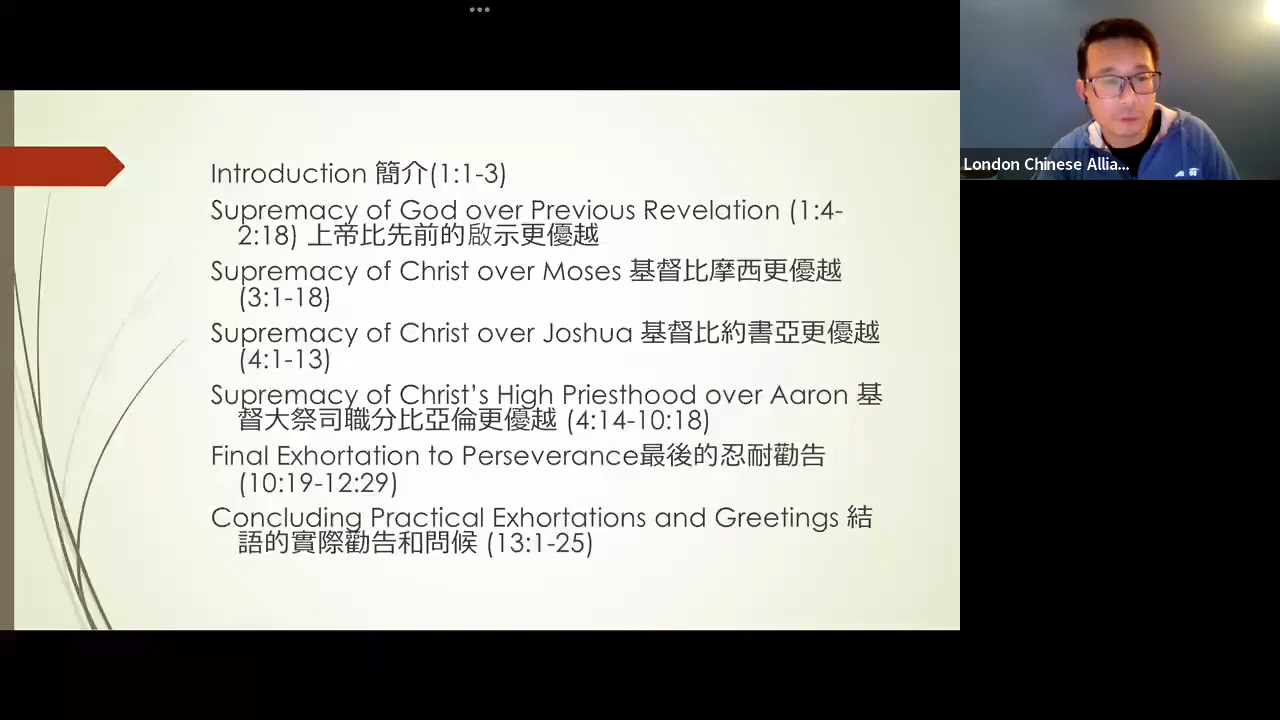 Introduction 簡介(1:1-3)
Supremacy of God over Previous Revelation (1:4-
2:18) 上帝比先前的啟示更優越
Supremacy of Christ over Moses 基督比摩西更優越
(3:1-18)
Supremacy of Christ over Joshua 基督比約書亞更優越
(4:1-13)
Supremacy of Christ’s High Priesthood over Aaron 基
督大祭司職分比亞倫更優越 (4:14-10:18)
Final Exhortation to Perseverance最後的忍耐勸告
(10:19-12:29)
Concluding Practical Exhortations and Greetings 結
語的實際勸告和問候 (13:1-25)
London Chinese Allia...